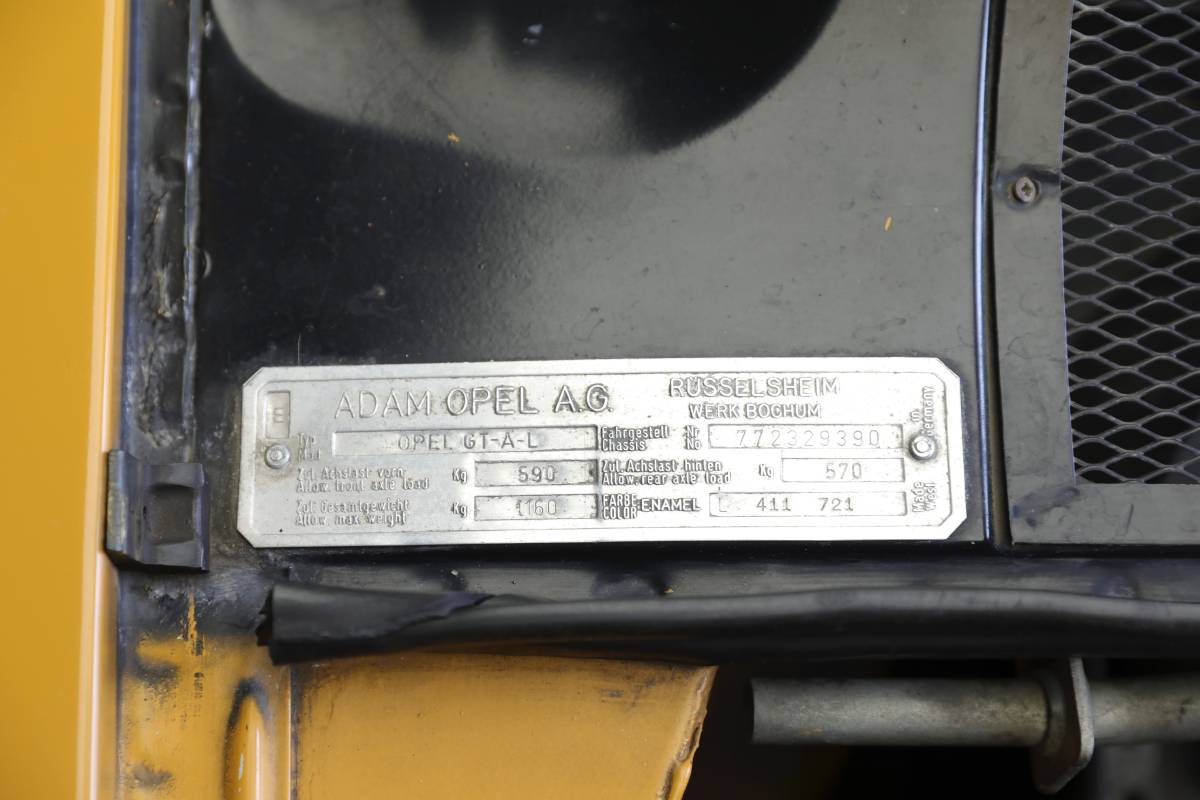 E
ADAM OPEL A.G.
RÜSSELSHEIM
WERK BOCHUM
Typ
Mod.
OPEL GT-A-L
Fahrgestell Nr
Chassis No
772329390
Zul. Achslast vorn
Allow. front axle load
Kg
590
Zul. Achslast hinten
Allow. rear axle load
Kg
570
Zul. Gesamtgewicht
Allow. max. weight
Kg
1160
FARBE
COLOR
ENAMEL
L 411 721
Made in
W.Germany